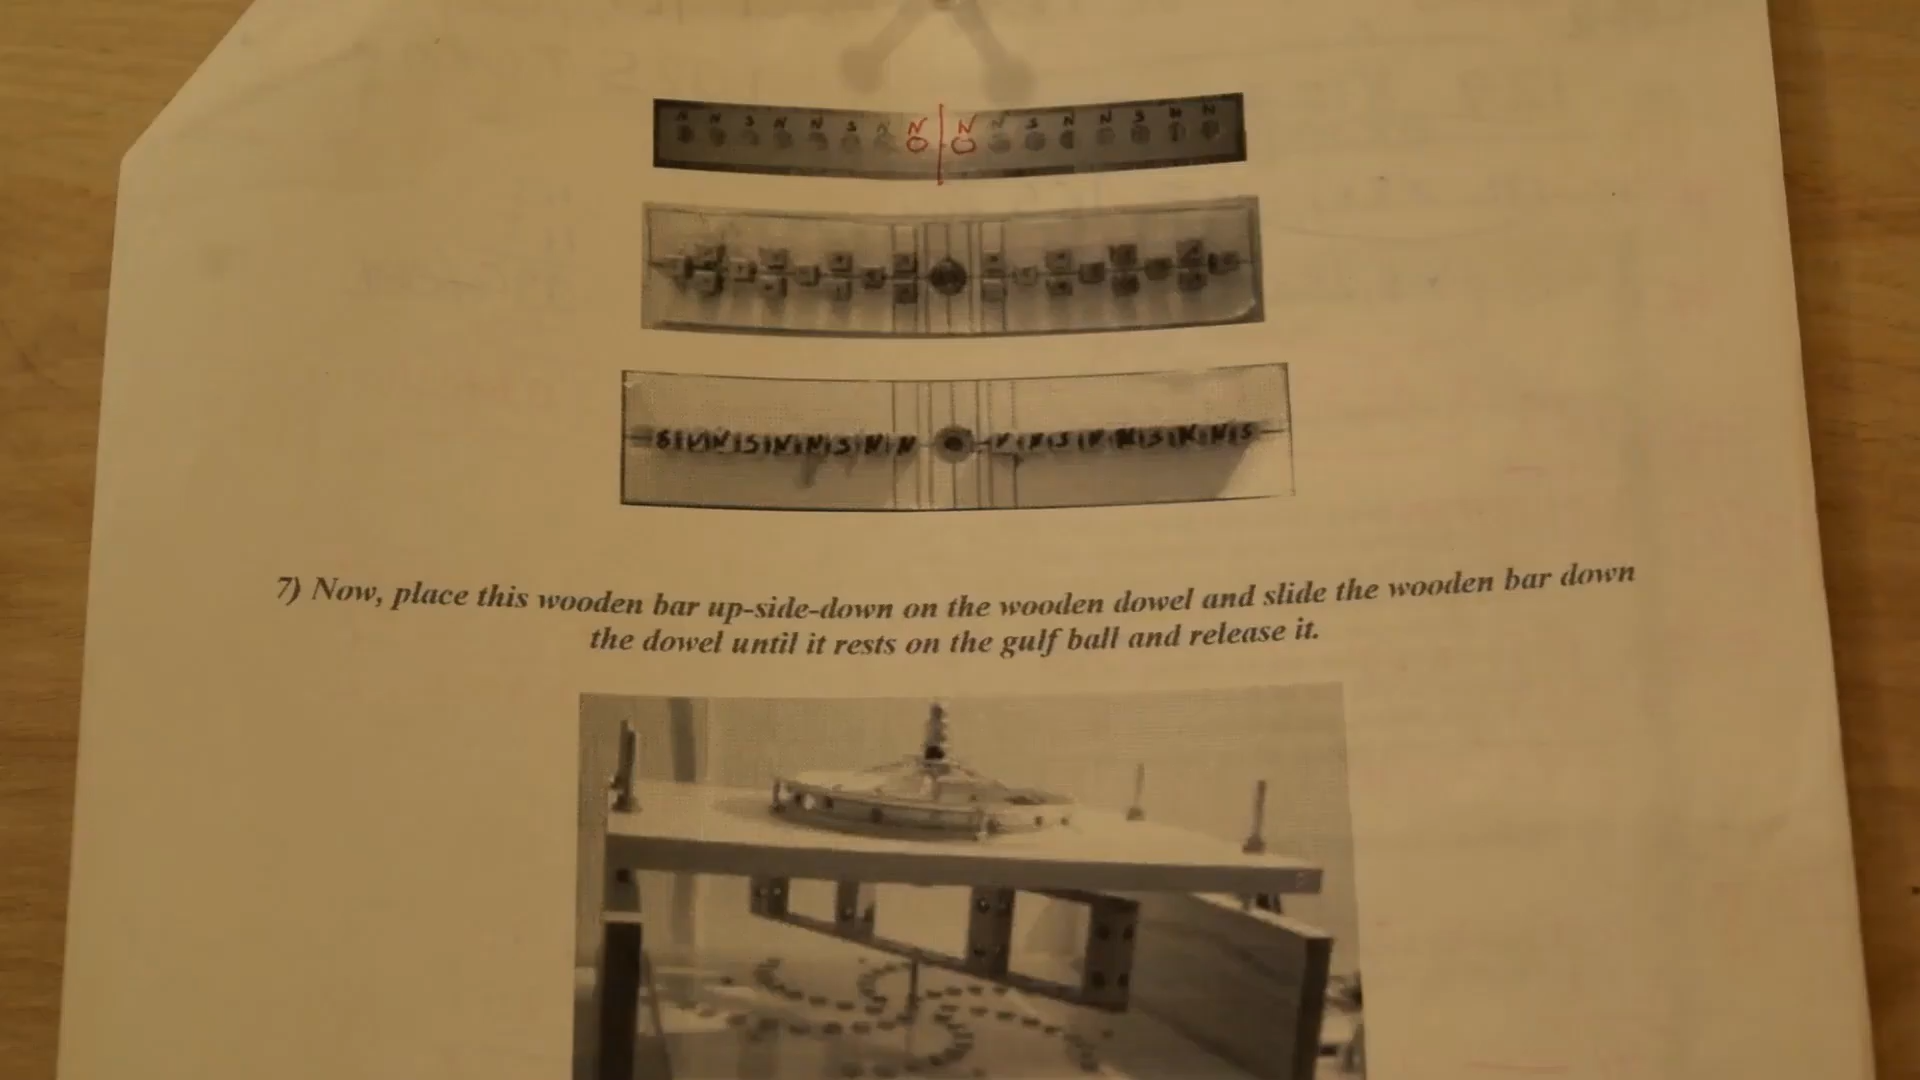 N N S N N S N N N N S N N S N N
S N N S N N S N N N N S N N S N N S
7) Now, place this wooden bar up-side-down on the wooden dowel and slide the wooden bar down
the dowel until it rests on the gulf ball and release it.